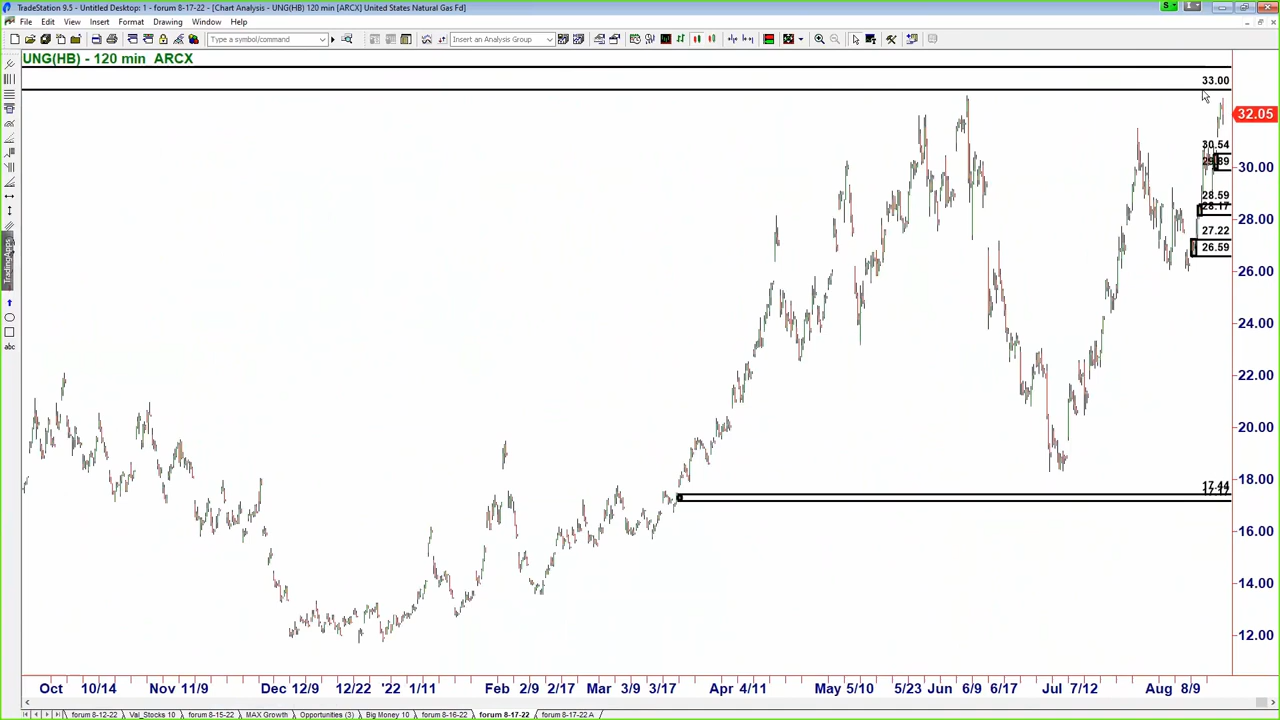 TradeStation 9.5 - Untitled Desktop: 1 - forum 8-17-22 - [Chart Analysis - UNG(HB) 120 min [ARCX] United States Natural Gas Fd]
File Edit View Insert Format Drawing Window Help
Type a symbol/command
Insert an Analysis Group
UNG(HB) - 120 min ARCX
33.00
32.05
30.54
29.89
30.00
28.59
28.17
28.00
27.22
26.59
26.00
24.00
22.00
20.00
18.00
17.44
17.17
16.00
14.00
12.00
TradingApps
abc
Oct 10/14 Nov 11/9 Dec 12/9 12/22 '22 1/11 Feb 2/9 2/17 Mar 3/9 3/17 Apr 4/11 May 5/10 5/23 Jun 6/9 6/17 Jul 7/12 Aug 8/9
forum 8-12-22 Val_Stocks 10 forum 8-15-22 MAX Growth Opportunities (3) Big Money 10 forum 8-16-22 forum 8-17-22 forum 8-17-22 A